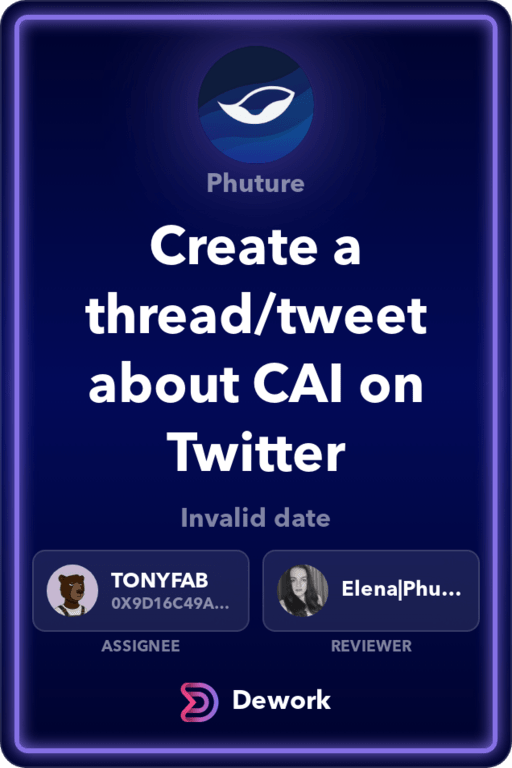 Phuture
Create a
thread/tweet
about CAI on
Twitter
Invalid date
TONYFAB
0X9D16C49A...
Elena|Phu...
ASSIGNEE
REVIEWER
Dework